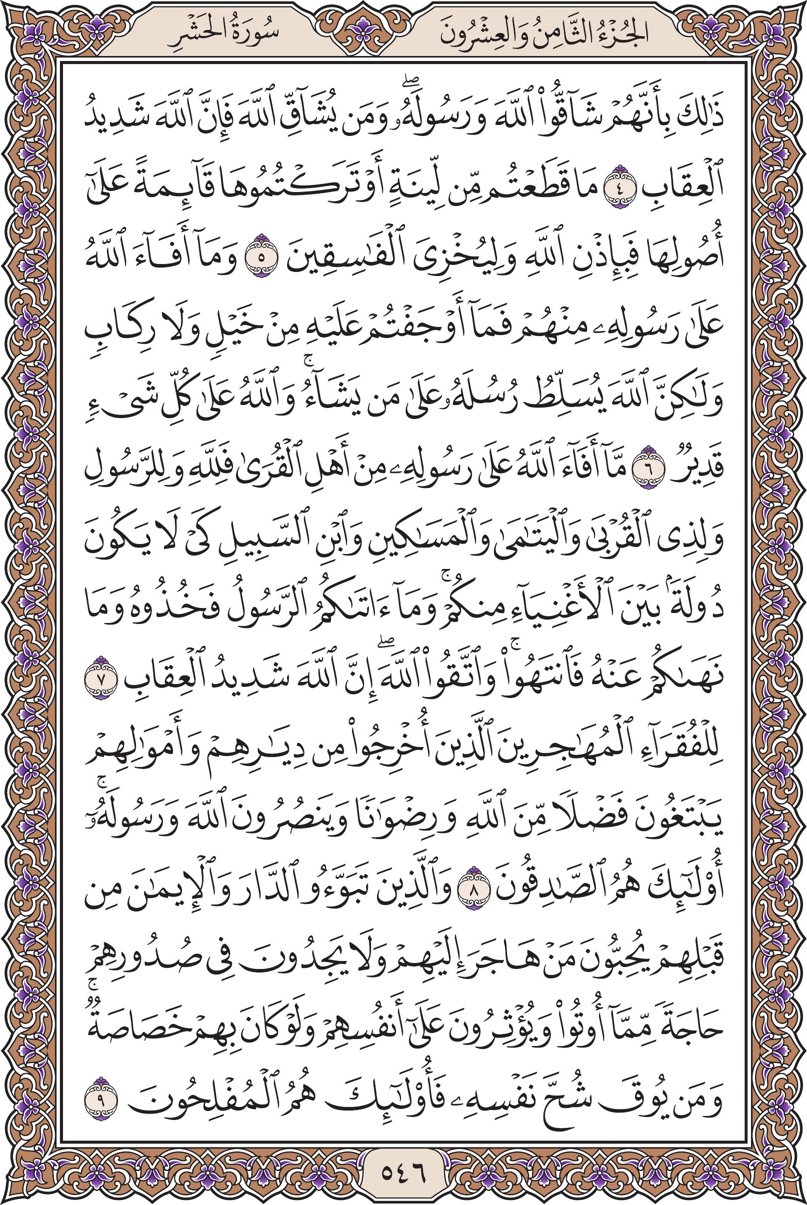 الجُزْءُ الثَّامِنُ وَالعِشْرُونَ
سُورَةُ الحَشْرِ
ذَٰلِكَ بِأَنَّهُمْ شَآقُّوا۟ ٱللَّهَ وَرَسُولَهُۥۖ وَمَن يُشَآقِّ ٱللَّهَ فَإِنَّ ٱللَّهَ شَدِيدُ
ٱلْعِقَابِ ٤ مَا قَطَعْتُم مِّن لِّينَةٍ أَوْ تَرَكْتُمُوهَا قَآئِمَةً عَلَىٰٓ
أُصُولِهَا فَبِإِذْنِ ٱللَّهِ وَلِيُخْزِىَ ٱلْفَٰسِقِينَ ٥ وَمَآ أَفَآءَ ٱللَّهُ
عَلَىٰ رَسُولِهِۦ مِنْهُمْ فَمَآ أَوْجَفْتُمْ عَلَيْهِ مِنْ خَيْلٍ وَلَا رِكَابٍ
وَلَٰكِنَّ ٱللَّهَ يُسَلِّطُ رُسُلَهُۥ عَلَىٰ مَن يَشَآءُۚ وَٱللَّهُ عَلَىٰ كُلِّ شَىْءٍ
قَدِيرٌ ٦ مَّآ أَفَآءَ ٱللَّهُ عَلَىٰ رَسُولِهِۦ مِنْ أَهْلِ ٱلْقُرَىٰ فَلِلَّهِ وَلِلرَّسُولِ
وَلِذِى ٱلْقُرْبَىٰ وَٱلْيَتَٰمَىٰ وَٱلْمَسَٰكِينِ وَٱبْنِ ٱلسَّبِيلِ كَىْ لَا يَكُونَ
دُولَةًۢ بَيْنَ ٱلْأَغْنِيَآءِ مِنكُمْۚ وَمَآ ءَاتَىٰكُمُ ٱلرَّسُولُ فَخُذُوهُ وَمَا
نَهَىٰكُمْ عَنْهُ فَٱنتَهُوا۟ۚ وَٱتَّقُوا۟ ٱللَّهَۖ إِنَّ ٱللَّهَ شَدِيدُ ٱلْعِقَابِ ٧
لِلْفُقَرَآءِ ٱلْمُهَٰجِرِينَ ٱلَّذِينَ أُخْرِجُوا۟ مِن دِيَٰرِهِمْ وَأَمْوَٰلِهِمْ
يَبْتَغُونَ فَضْلًا مِّنَ ٱللَّهِ وَرِضْوَٰنًا وَيَنصُرُونَ ٱللَّهَ وَرَسُولَهُۥٓۚ
أُو۟لَٰٓئِكَ هُمُ ٱلصَّٰدِقُونَ ٨ وَٱلَّذِينَ تَبَوَّءُو ٱلدَّارَ وَٱلْإِيمَٰنَ مِن
قَبْلِهِمْ يُحِبُّونَ مَنْ هَاجَرَ إِلَيْهِمْ وَلَا يَجِدُونَ فِى صُدُورِهِمْ
حَاجَةً مِّمَّآ أُوتُوا۟ وَيُؤْثِرُونَ عَلَىٰٓ أَنفُسِهِمْ وَلَوْ كَانَ بِهِمْ خَصَاصَةٌۚ
وَمَن يُوقَ شُحَّ نَفْسِهِۦ فَأُو۟لَٰٓئِكَ هُمُ ٱلْمُفْلِحُونَ ٩
٥٤٦